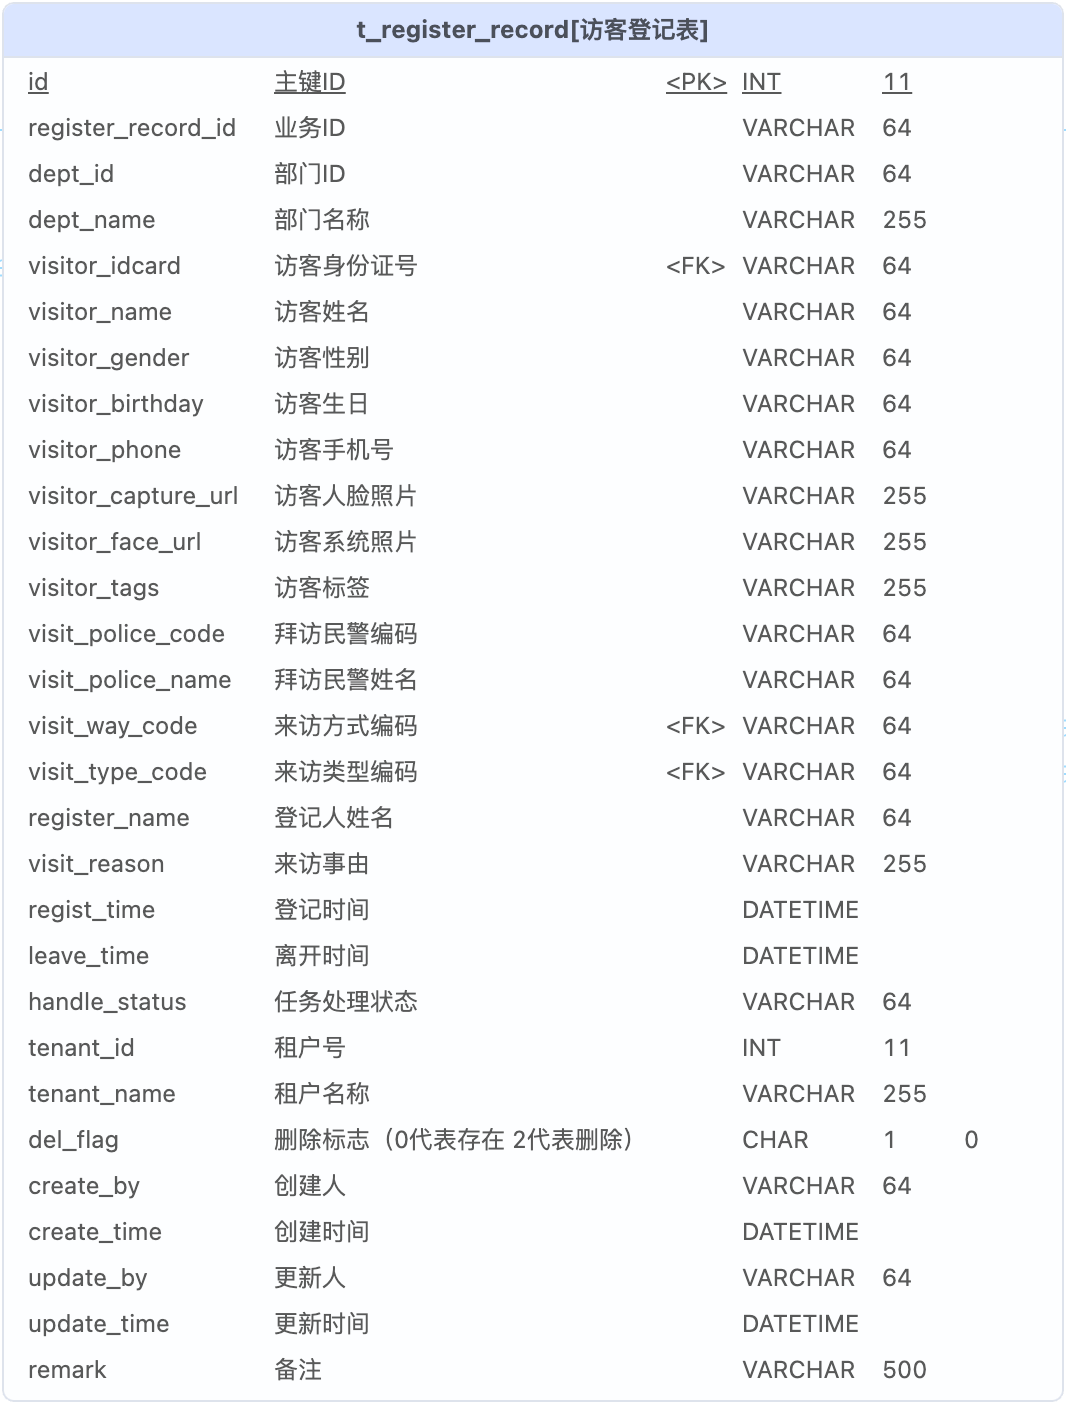 t_register_record[访客登记表]
id 主键ID <PK> INT 11
register_record_id 业务ID VARCHAR 64
dept_id 部门ID VARCHAR 64
dept_name 部门名称 VARCHAR 255
visitor_idcard 访客身份证号 <FK> VARCHAR 64
visitor_name 访客姓名 VARCHAR 64
visitor_gender 访客性别 VARCHAR 64
visitor_birthday 访客生日 VARCHAR 64
visitor_phone 访客手机号 VARCHAR 64
visitor_capture_url 访客人脸照片 VARCHAR 255
visitor_face_url 访客系统照片 VARCHAR 255
visitor_tags 访客标签 VARCHAR 255
visit_police_code 拜访民警编码 VARCHAR 64
visit_police_name 拜访民警姓名 VARCHAR 64
visit_way_code 来访方式编码 <FK> VARCHAR 64
visit_type_code 来访类型编码 <FK> VARCHAR 64
register_name 登记人姓名 VARCHAR 64
visit_reason 来访事由 VARCHAR 255
regist_time 登记时间 DATETIME
leave_time 离开时间 DATETIME
handle_status 任务处理状态 VARCHAR 64
tenant_id 租户号 INT 11
tenant_name 租户名称 VARCHAR 255
del_flag 删除标志（0代表存在 2代表删除） CHAR 1 0
create_by 创建人 VARCHAR 64
create_time 创建时间 DATETIME
update_by 更新人 VARCHAR 64
update_time 更新时间 DATETIME
remark 备注 VARCHAR 500